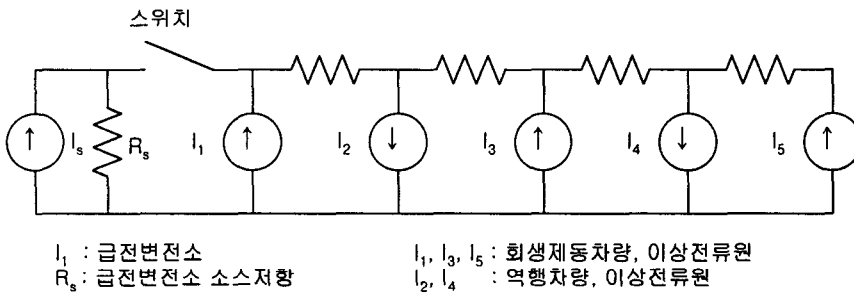 스위치
↑ I_s R_s I_1 ↑ I_2 ↓ I_3 ↑ I_4 ↓ I_5 ↑
I_1 : 급전변전소
R_s : 급전변전소 소스저항
I_1, I_3, I_5 : 회생제동차량, 이상전류원
I_2, I_4 : 역행차량, 이상전류원